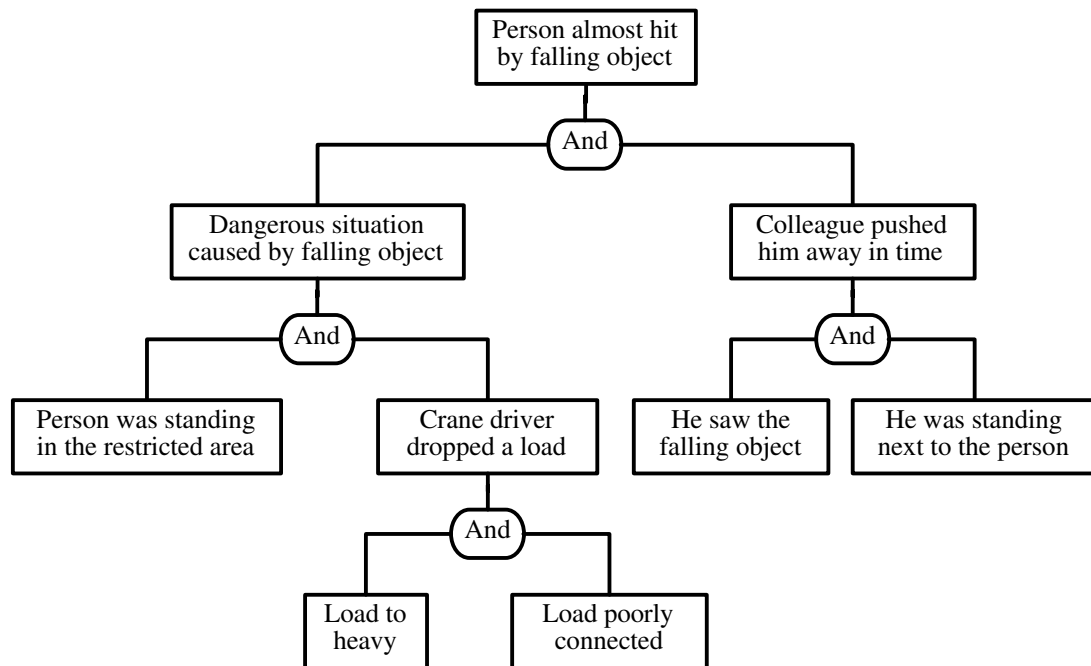 Person almost hit
by falling object
And
Dangerous situation
caused by falling object
Colleague pushed
him away in time
And
And
Person was standing
in the restricted area
Crane driver
dropped a load
He saw the
falling object
He was standing
next to the person
And
Load to
heavy
Load poorly
connected